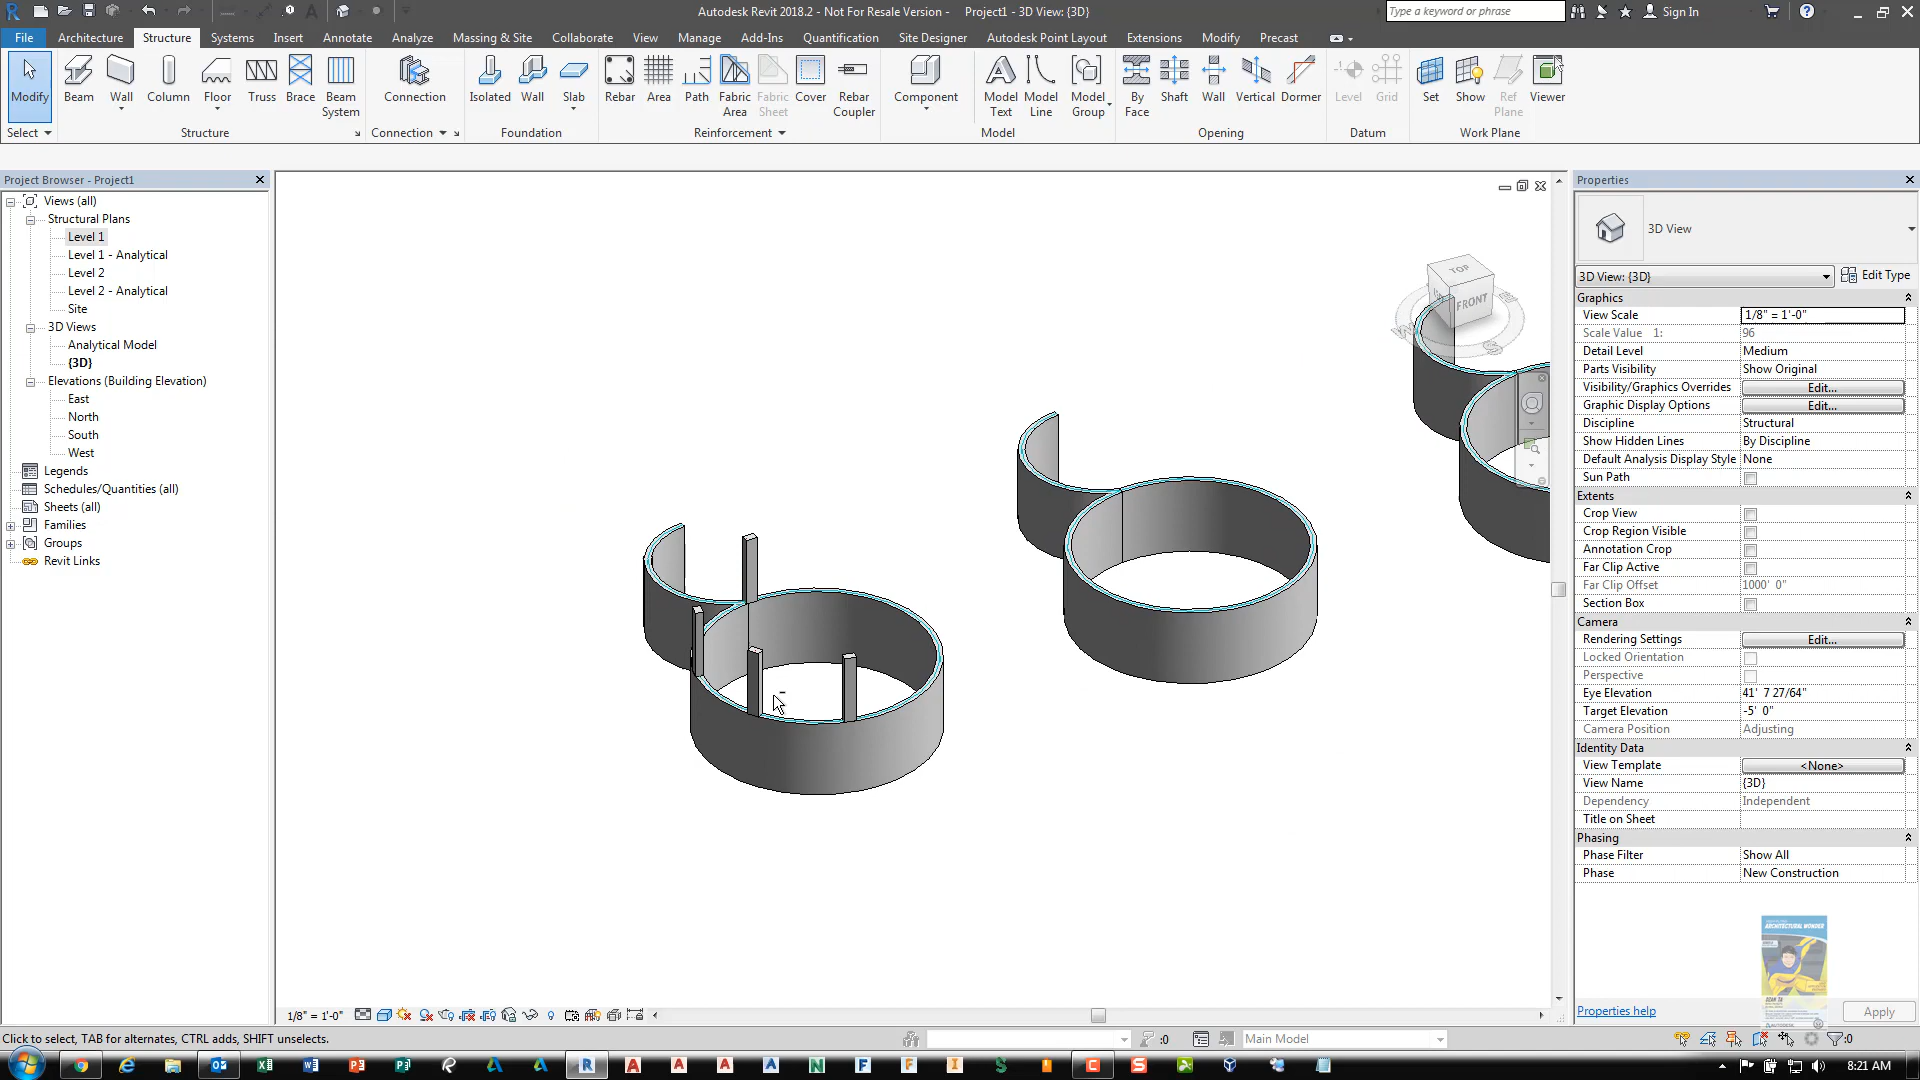 Autodesk Revit 2018.2 - Not For Resale Version - Project1 - 3D View: {3D}
Type a keyword or phrase
Sign In
File Architecture Structure Systems Insert Annotate Analyze Massing & Site Collaborate View Manage Add-Ins Quantification Site Designer Autodesk Point Layout Extensions Modify Precast
Modify Beam Wall Column Floor Truss Brace Beam System Connection Isolated Wall Slab Rebar Area Path Fabric Area Fabric Sheet Cover Rebar Coupler Component Model Text Model Line Model Group By Face Shaft Wall Vertical Dormer Level Grid Set Show Ref Plane Viewer
Select Structure Connection Foundation Reinforcement Model Opening Datum Work Plane
Project Browser - Project1
Views (all)
Structural Plans
Level 1
Level 1 - Analytical
Level 2
Level 2 - Analytical
Site
3D Views
Analytical Model
{3D}
Elevations (Building Elevation)
East
North
South
West
Legends
Schedules/Quantities (all)
Sheets (all)
Families
Groups
Revit Links
TOP
FRONT
Properties
3D View
3D View: {3D}
Edit Type
Graphics
View Scale 1/8" = 1'-0"
Scale Value 1: 96
Detail Level Medium
Parts Visibility Show Original
Visibility/Graphics Overrides Edit...
Graphic Display Options Edit...
Discipline Structural
Show Hidden Lines By Discipline
Default Analysis Display Style None
Sun Path
Extents
Crop View
Crop Region Visible
Annotation Crop
Far Clip Active
Far Clip Offset 1000' 0"
Section Box
Camera
Rendering Settings Edit...
Locked Orientation
Perspective
Eye Elevation 41' 7 27/64"
Target Elevation -5' 0"
Camera Position Adjusting
Identity Data
View Template <None>
View Name {3D}
Dependency Independent
Title on Sheet
Phasing
Phase Filter Show All
Phase New Construction
ARCHITECTURAL WONDER
Properties help
Apply
1/8" = 1'-0"
Click to select, TAB for alternates, CTRL adds, SHIFT unselects.
:0
Main Model
:0
8:21 AM